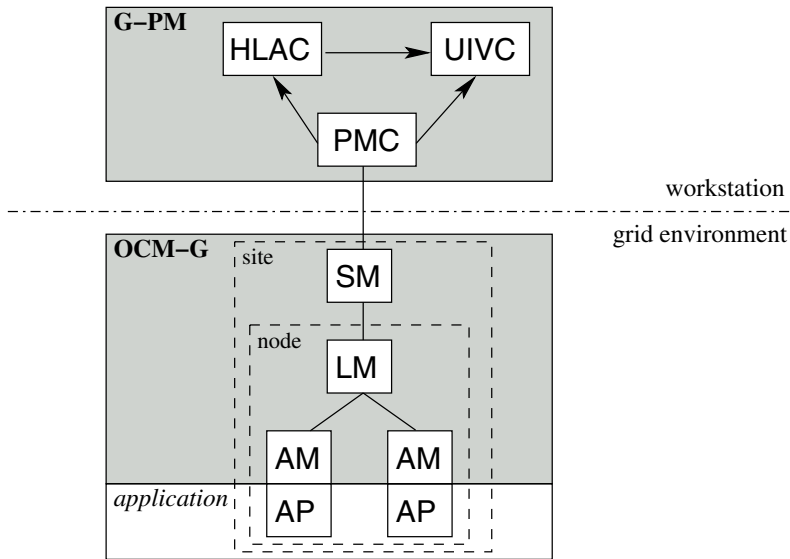 G−PM
HLAC
UIVC
PMC
workstation
grid environment
OCM−G
site
SM
node
LM
AM
AM
application
AP
AP